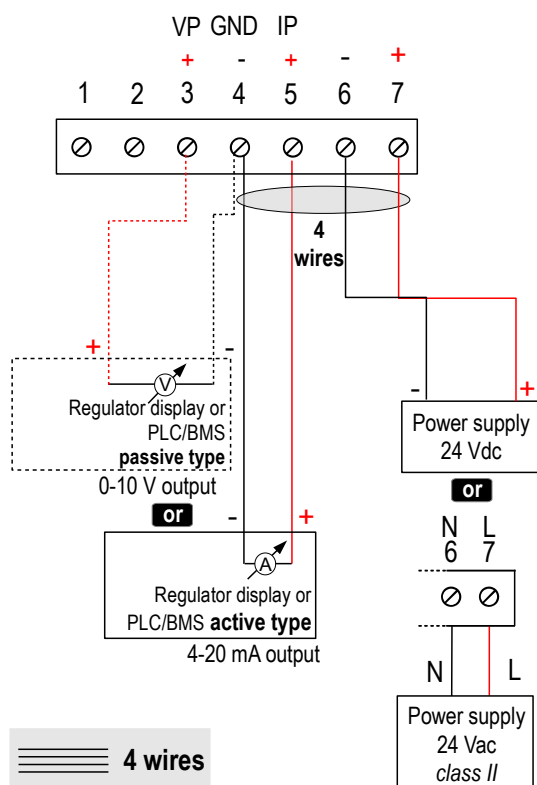 VP GND IP
+ - + - +
1 2 3 4 5 6 7
4
wires
+ -
V
Regulator display or
PLC/BMS
passive type
0-10 V output
or
- +
A
Regulator display or
PLC/BMS active type
4-20 mA output
- +
Power supply
24 Vdc
or
N L
6 7
N L
Power supply
24 Vac
class II
4 wires